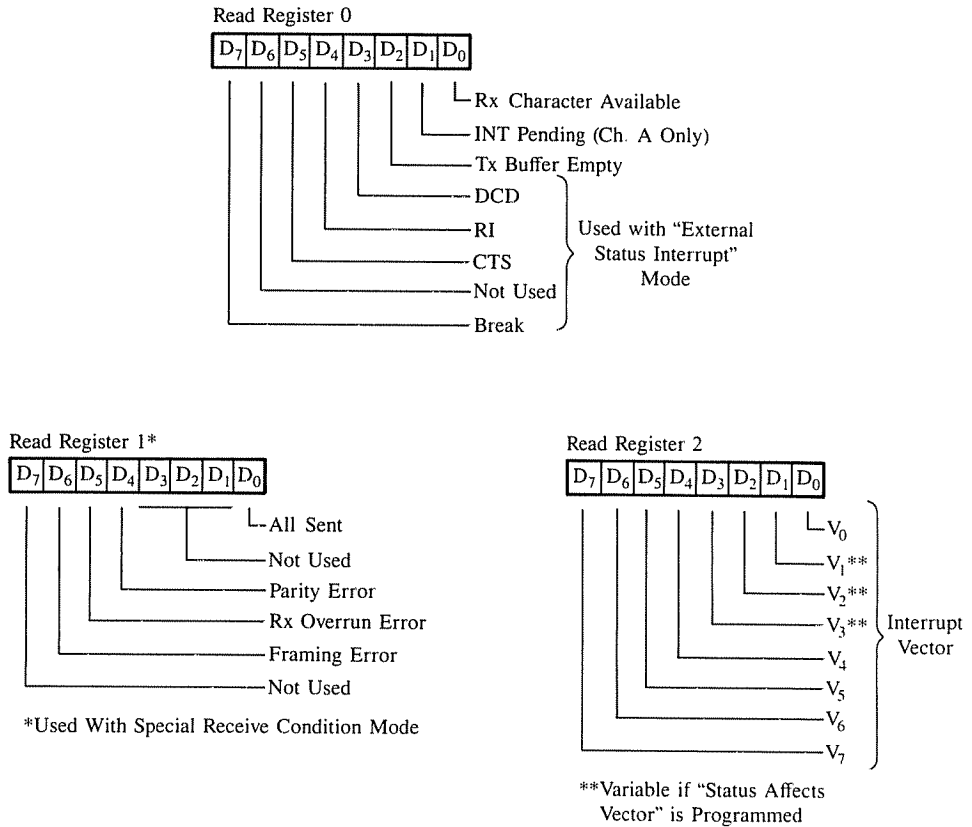 Read Register 0
D7 D6 D5 D4 D3 D2 D1 D0
Rx Character Available
INT Pending (Ch. A Only)
Tx Buffer Empty
DCD
RI
CTS
Not Used
Break
Used with “External
Status Interrupt”
Mode
Read Register 1*
D7 D6 D5 D4 D3 D2 D1 D0
All Sent
Not Used
Parity Error
Rx Overrun Error
Framing Error
Not Used
*Used With Special Receive Condition Mode
Read Register 2
D7 D6 D5 D4 D3 D2 D1 D0
V0
V1**
V2**
V3**
V4
V5
V6
V7
Interrupt
Vector
**Variable if “Status Affects
Vector” is Programmed